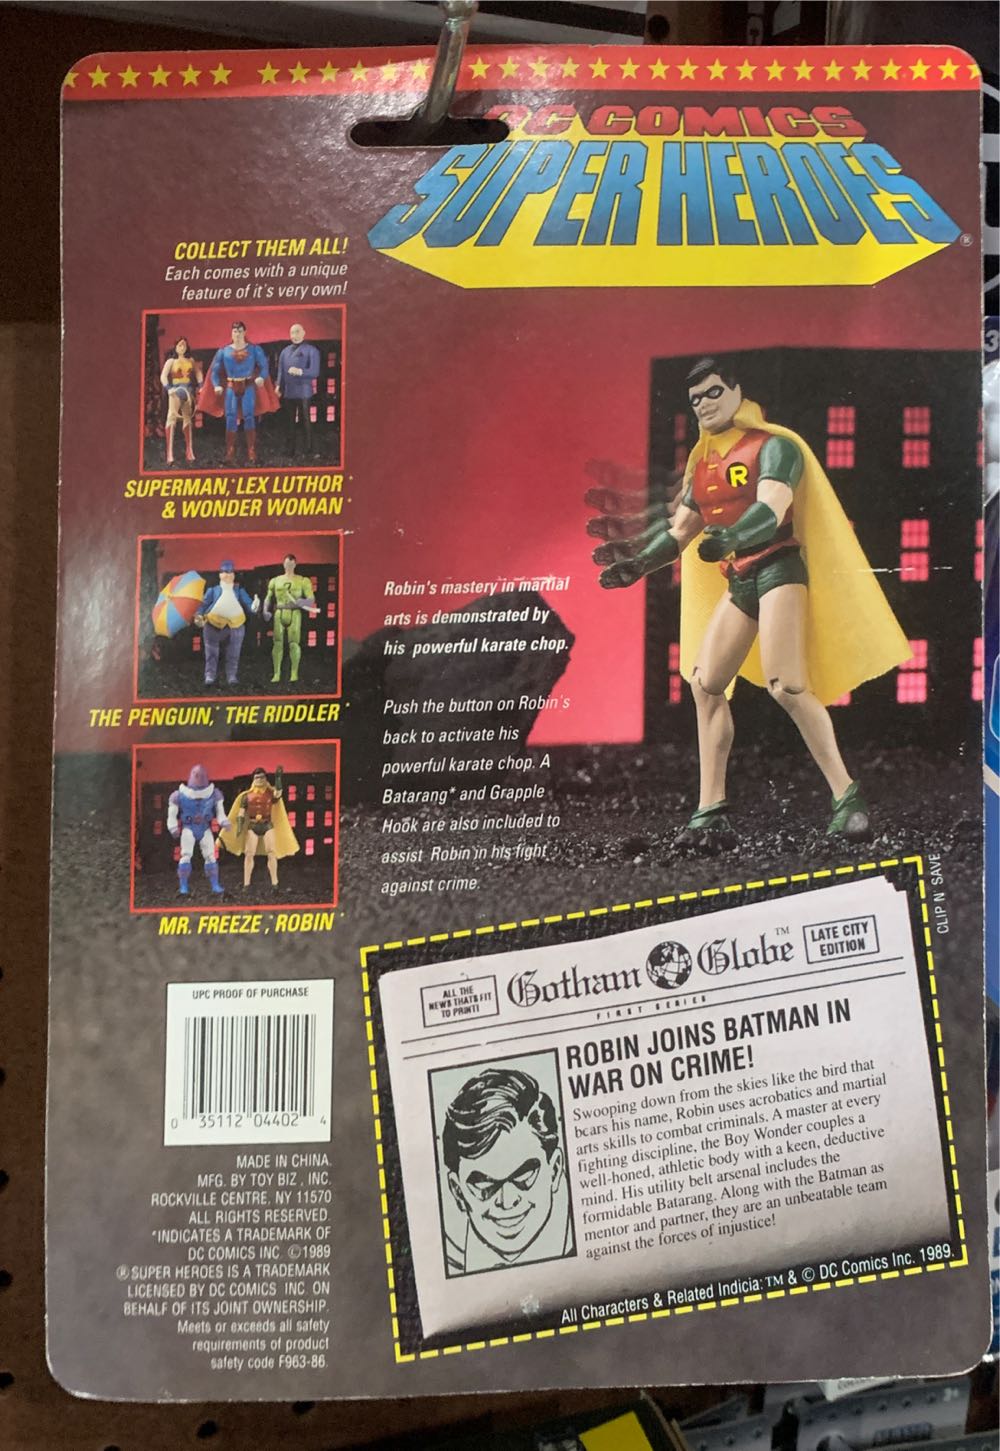 DC COMICS
SUPER HEROES®
COLLECT THEM ALL!
Each comes with a unique
feature of it's very own!
SUPERMAN,* LEX LUTHOR*
& WONDER WOMAN*
THE PENGUIN,* THE RIDDLER*
MR. FREEZE*, ROBIN*
Robin's mastery in martial
arts is demonstrated by
his powerful karate chop.
Push the button on Robin's
back to activate his
powerful karate chop. A
Batarang* and Grapple
Hook are also included to
assist Robin in his fight
against crime.
R
CLIP N' SAVE
ALL THE
NEWS THATS FIT
TO PRINT!
Gotham Globe™
LATE CITY
EDITION
FIRST SERIES
ROBIN JOINS BATMAN IN
WAR ON CRIME!
Swooping down from the skies like the bird that
bears his name, Robin uses acrobatics and martial
arts skills to combat criminals. A master at every
fighting discipline, the Boy Wonder couples a
well-honed, athletic body with a keen, deductive
mind. His utility belt arsenal includes the
formidable Batarang. Along with the Batman as
mentor and partner, they are an unbeatable team
against the forces of injustice!
All Characters & Related Indicia: TM & © DC Comics Inc. 1989.
UPC PROOF OF PURCHASE
0 35112 04402 4
MADE IN CHINA.
MFG. BY TOY BIZ, INC.
ROCKVILLE CENTRE, NY 11570
ALL RIGHTS RESERVED.
*INDICATES A TRADEMARK OF
DC COMICS INC. ©1989
® SUPER HEROES IS A TRADEMARK
LICENSED BY DC COMICS INC. ON
BEHALF OF ITS JOINT OWNERSHIP.
Meets or exceeds all safety
requirements of product
safety code F963-86.